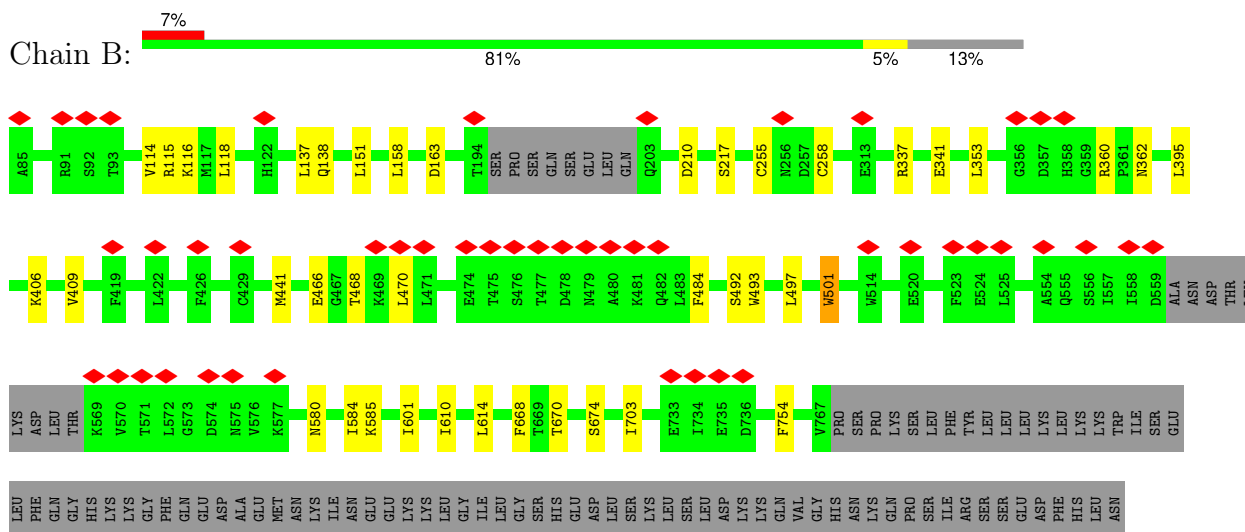 7%
Chain B:
81% 5% 13%
A85 R91 S92 T93 V114 R115 K116 M117 L118 H122 L137 Q138 L151 L158 D163 T194 SER PRO SER GLN SER GLU LEU GLN Q203 D210 S217 C255 N256 D257 C258 E313 R337 E341 L353 G356 D357 H358 G359 R360 P361 N362 L395
K406 V409 F419 L422 F426 C429 M441 E466 G467 T468 K469 L470 L471 E474 T475 S476 T477 D478 N479 A480 K481 Q482 L483 F484 S492 W493 L497 W501 W514 E520 F523 E524 L525 A554 Q555 S556 I557 I558 D559 ALA ASN ASP THR
LYS ASP LEU THR K569 V570 T571 L572 G573 D574 N575 V576 K577 N580 I584 K585 I601 I610 L614 F668 T669 T670 S674 I703 E733 I734 E735 D736 F754 V767 PRO SER PRO LYS SER LEU PHE TYR LEU LEU LEU LYS LEU LYS LYS TRP ILE SER GLU
LEU PHE GLN GLY HIS LYS LYS GLY PHE GLN GLU ASP ALA GLU MET ASN LYS ILE ASN GLU GLU LYS LYS LEU GLY ILE LEU GLY SER HIS GLU ASP LEU SER LYS LEU SER LEU ASP LYS LYS GLN VAL GLY HIS ASN LYS GLN PRO SER ILE ARG SER SER GLU ASP PHE HIS LEU ASN